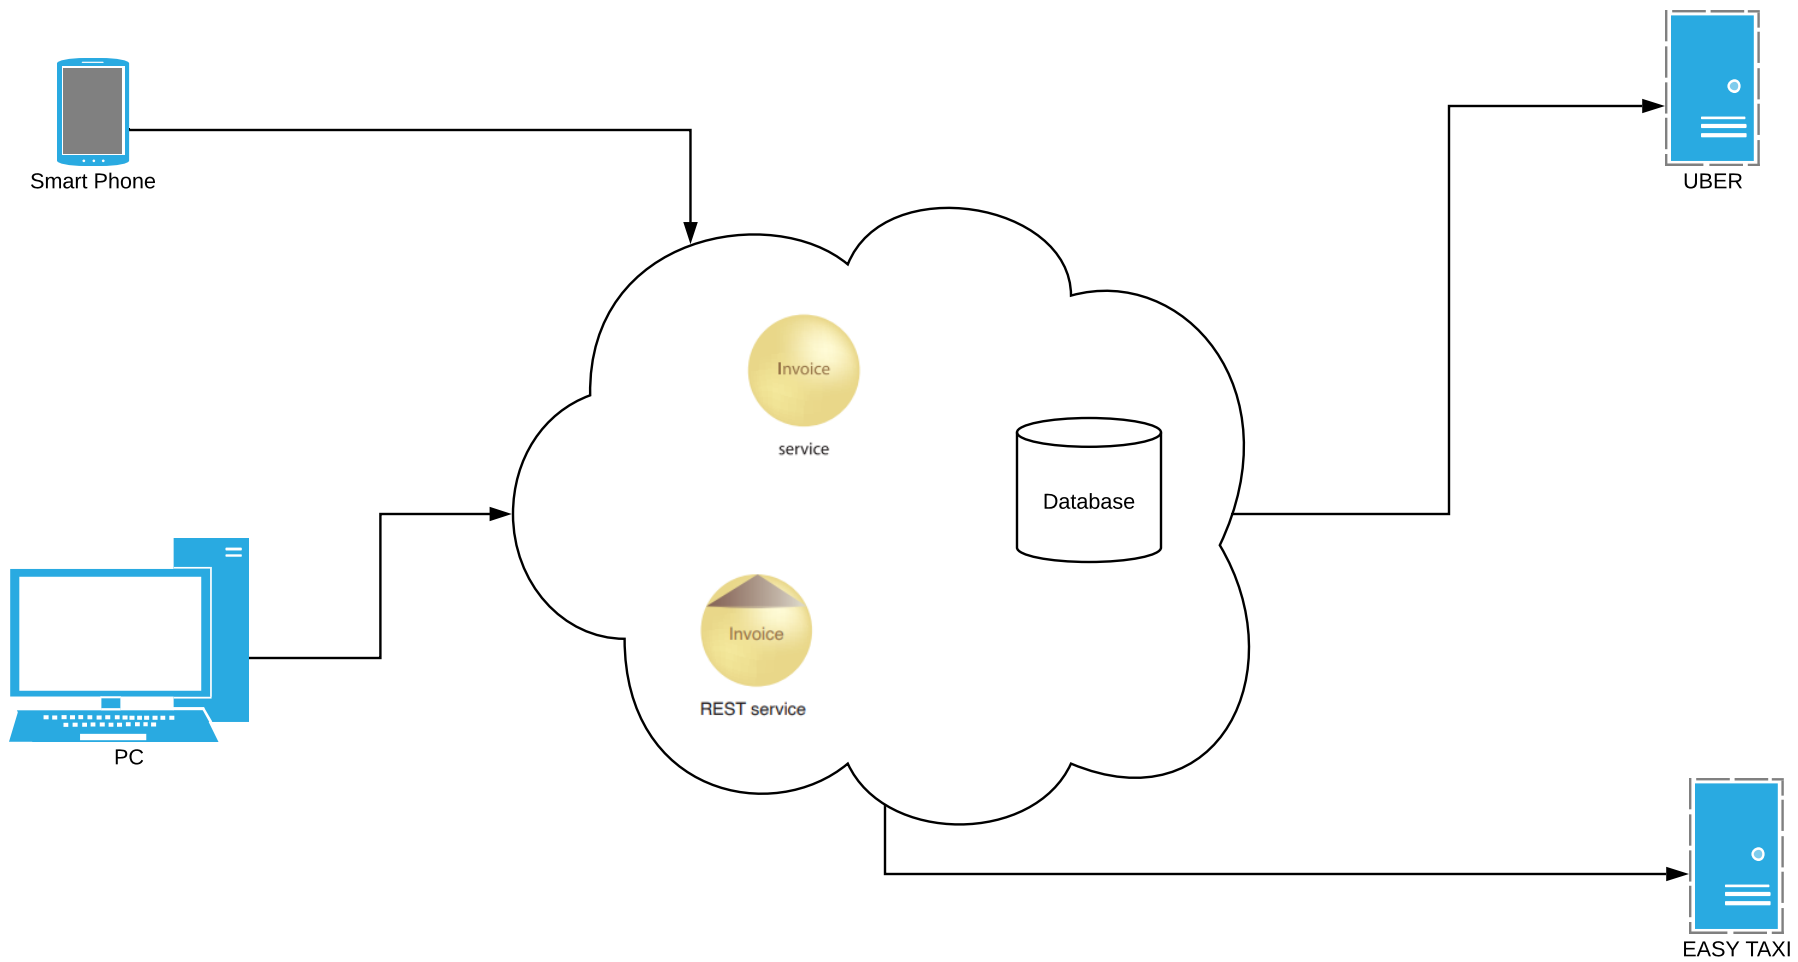 Smart Phone
UBER
Invoice
service
Database
Invoice
REST service
PC
EASY TAXI